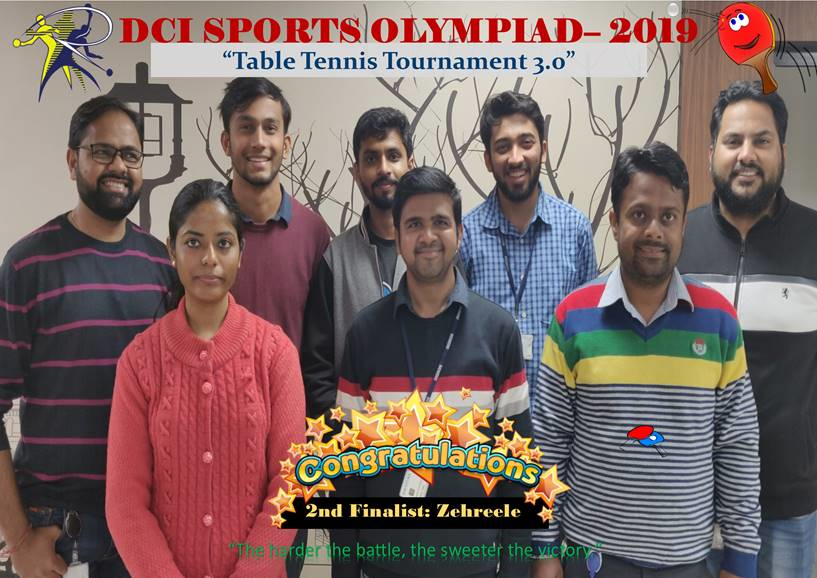 DCI SPORTS OLYMPIAD– 2019
“Table Tennis Tournament 3.0”
Congratulations
2nd Finalist: Zehreele
“The harder the battle, the sweeter the victory.”